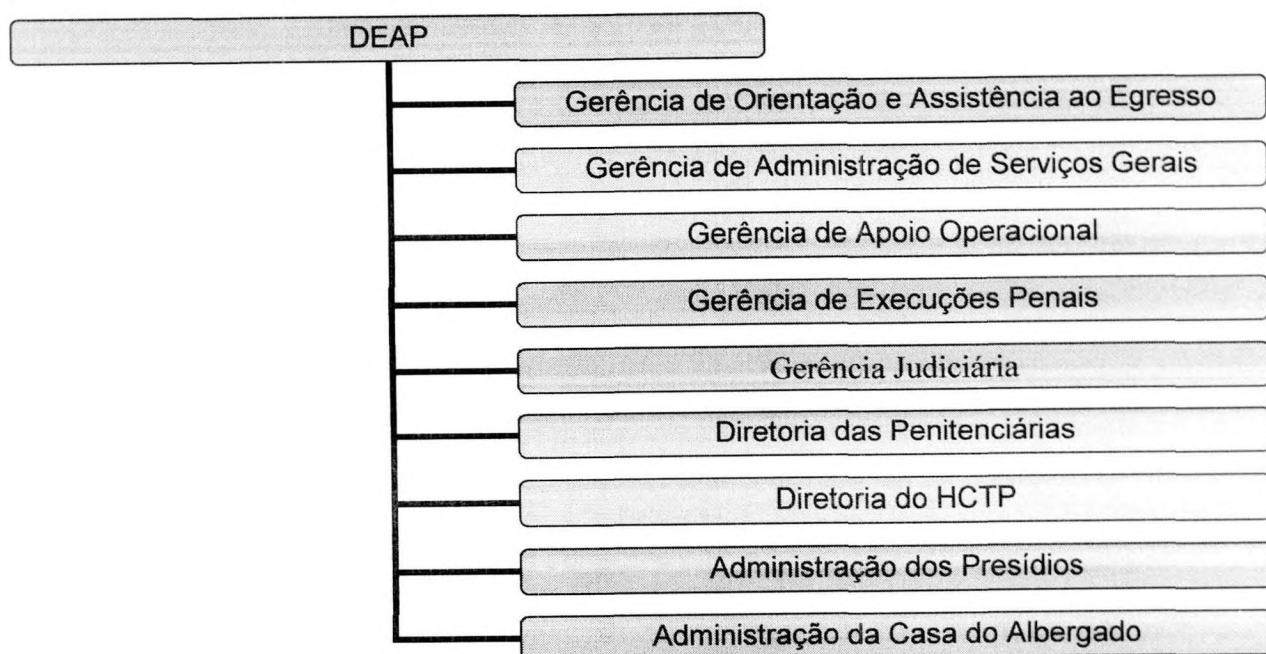 DEAP
Gerência de Orientação e Assistência ao Egresso
Gerência de Administração de Serviços Gerais
Gerência de Apoio Operacional
Gerência de Execuções Penais
Gerência Judiciária
Diretoria das Penitenciárias
Diretoria do HCTP
Administração dos Presídios
Administração da Casa do Albergado